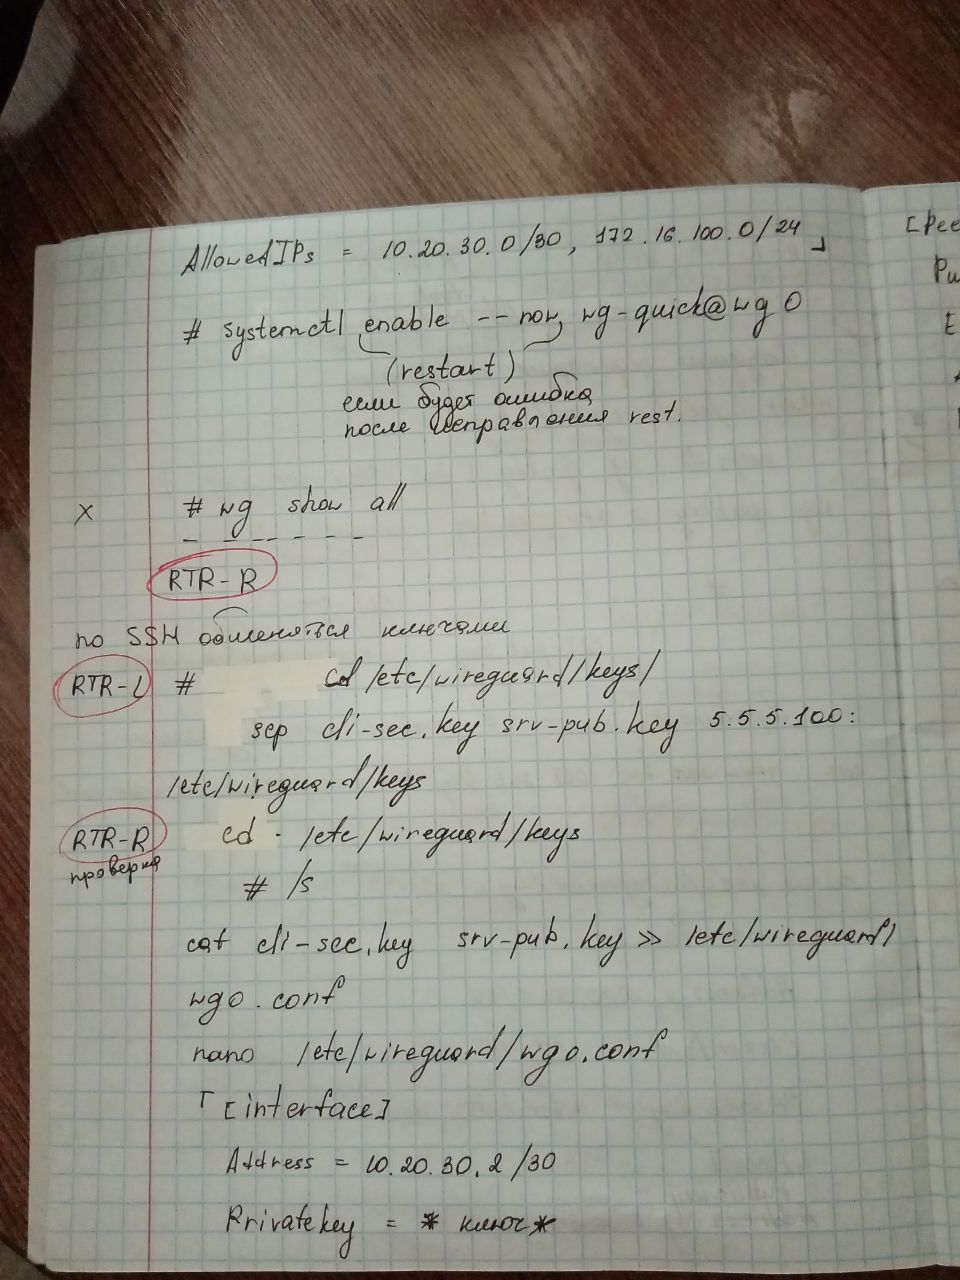 AllowedIPs = 10.20.30.0/30, 172.16.100.0/24 」
# systemctl enable --now wg-quick@wg0
(restart)
если будет ошибка
после исправления rest.
x # wg show all
RTR-R
по SSH обменяться ключами
RTR-L # cd /etc/wireguard/keys/
scp cli-sec.key srv-pub.key 5.5.5.100:
/etc/wireguard/keys
RTR-R cd /etc/wireguard/keys
проверка
# ls
cat cli-sec.key srv-pub.key >> /etc/wireguard/
wg0.conf
nano /etc/wireguard/wg0.conf
「 [interface]
Address = 10.20.30.2/30
Privatekey = * ключ *
[Pee
Pu
E